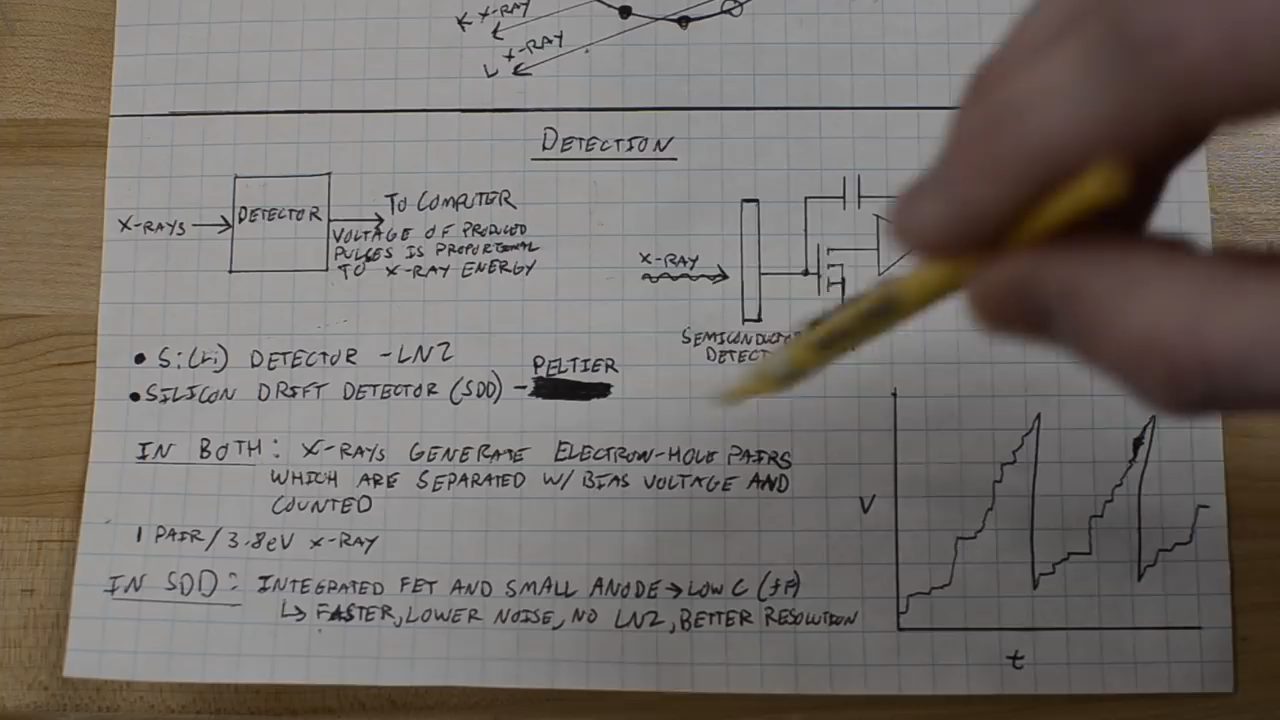 K X-RAY
L X-RAY
DETECTION
X-RAYS
DETECTOR
TO COMPUTER
VOLTAGE OF PRODUCED
PULSES IS PROPORTIONAL
TO X-RAY ENERGY
X-RAY
SEMICONDUCTO
DETECT
• Si(Li) DETECTOR - LN2
• SILICON DRIFT DETECTOR (SDD) - PELTIER
IN BOTH: X-RAYS GENERATE ELECTRON-HOLE PAIRS
WHICH ARE SEPARATED W/ BIAS VOLTAGE AND
COUNTED
1 PAIR/3.8eV X-RAY
IN SDD: INTEGRATED FET AND SMALL ANODE → LOW C (fF)
↳ FASTER, LOWER NOISE, NO LN2, BETTER RESOLUTION
V
t